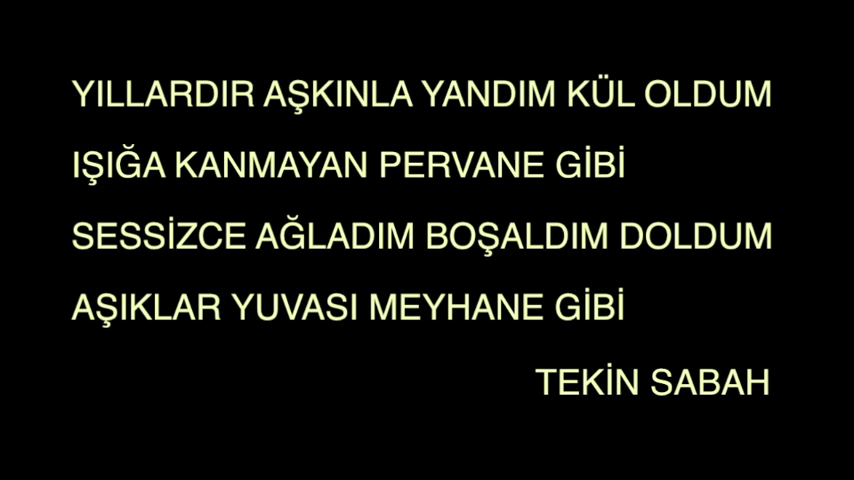 YILLARDIR AŞKINLA YANDIM KÜL OLDUM
IŞIĞA KANMAYAN PERVANE GİBİ
SESSİZCE AĞLADIM BOŞALDIM DOLDUM
AŞIKLAR YUVASI MEYHANE GİBİ
TEKİN SABAH